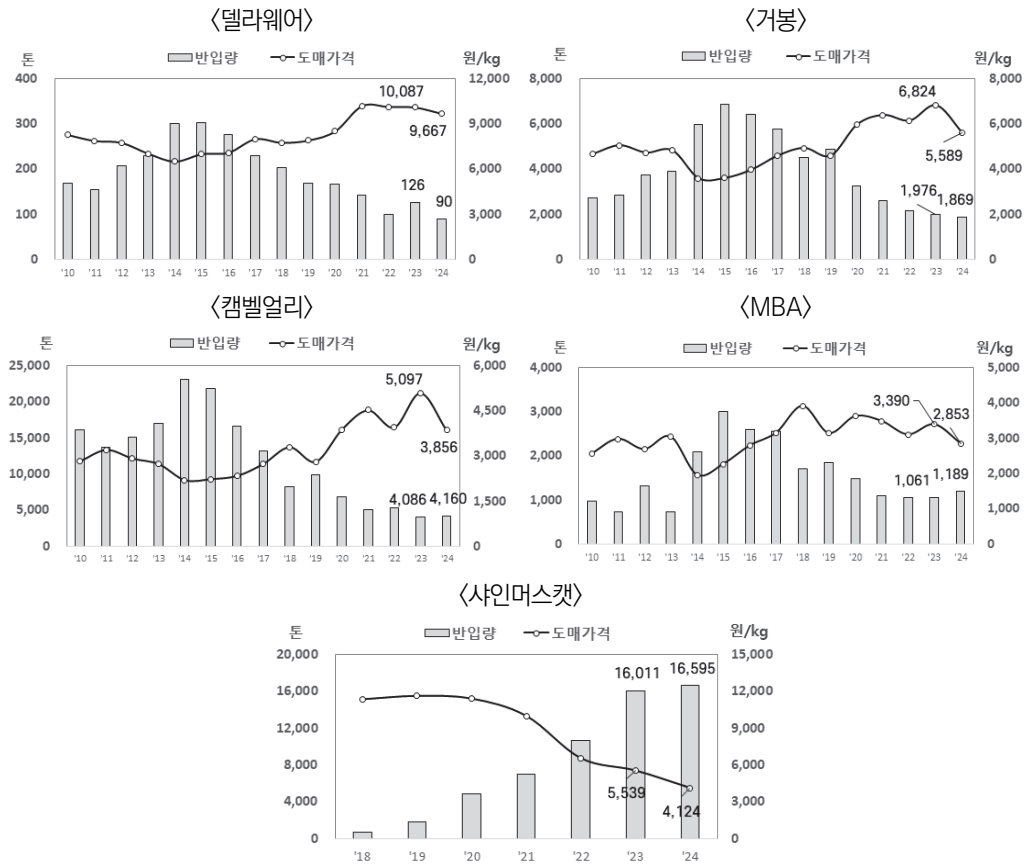 〈델라웨어〉
톤 반입량 도매가격 원/kg
400 12,000
10,087
300 9,000
9,667
200 6,000
126
90
100 3,000
0 0
'10 '11 '12 '13 '14 '15 '16 '17 '18 '19 '20 '21 '22 '23 '24
〈거봉〉
톤 반입량 도매가격 원/kg
8,000 8,000
6,824
6,000 6,000
5,589
4,000 4,000
1,976 1,869
2,000 2,000
0 0
'10 '11 '12 '13 '14 '15 '16 '17 '18 '19 '20 '21 '22 '23 '24
〈캠벨얼리〉
톤 반입량 도매가격 원/kg
25,000 6,000
5,097
20,000 4,500
3,856
15,000 3,000
10,000
4,086 4,160
5,000 1,500
0 0
'10 '11 '12 '13 '14 '15 '16 '17 '18 '19 '20 '21 '22 '23 '24
〈MBA〉
톤 반입량 도매가격 원/kg
4,000 5,000
3,390 4,000
3,000 2,853
3,000
2,000 2,000
1,061 1,189
1,000 1,000
0 0
'10 '11 '12 '13 '14 '15 '16 '17 '18 '19 '20 '21 '22 '23 '24
〈샤인머스캣〉
톤 반입량 도매가격 원/kg
20,000 15,000
16,011 16,595
16,000 12,000
12,000 9,000
8,000 6,000
5,539
4,124
4,000 3,000
0 0
'18 '19 '20 '21 '22 '23 '24